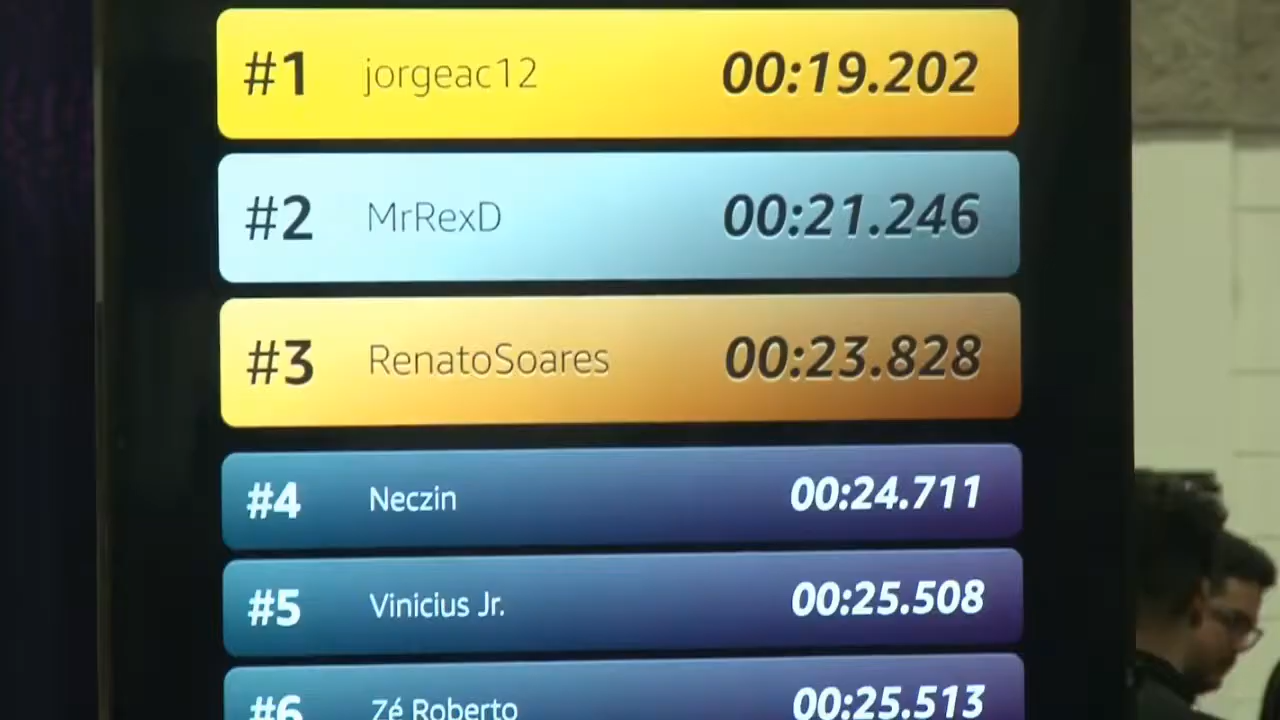 #1 jorgeac12 00:19.202
#2 MrRexD 00:21.246
#3 RenatoSoares 00:23.828
#4 Neczin 00:24.711
#5 Vinicius Jr. 00:25.508
#6 Zé Roberto 00:25.513